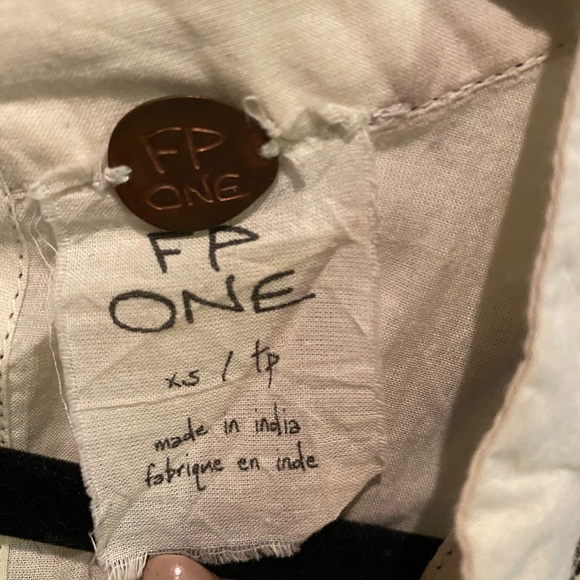 FP
ONE
FP
ONE
xs / tp
made in india
fabrique en inde